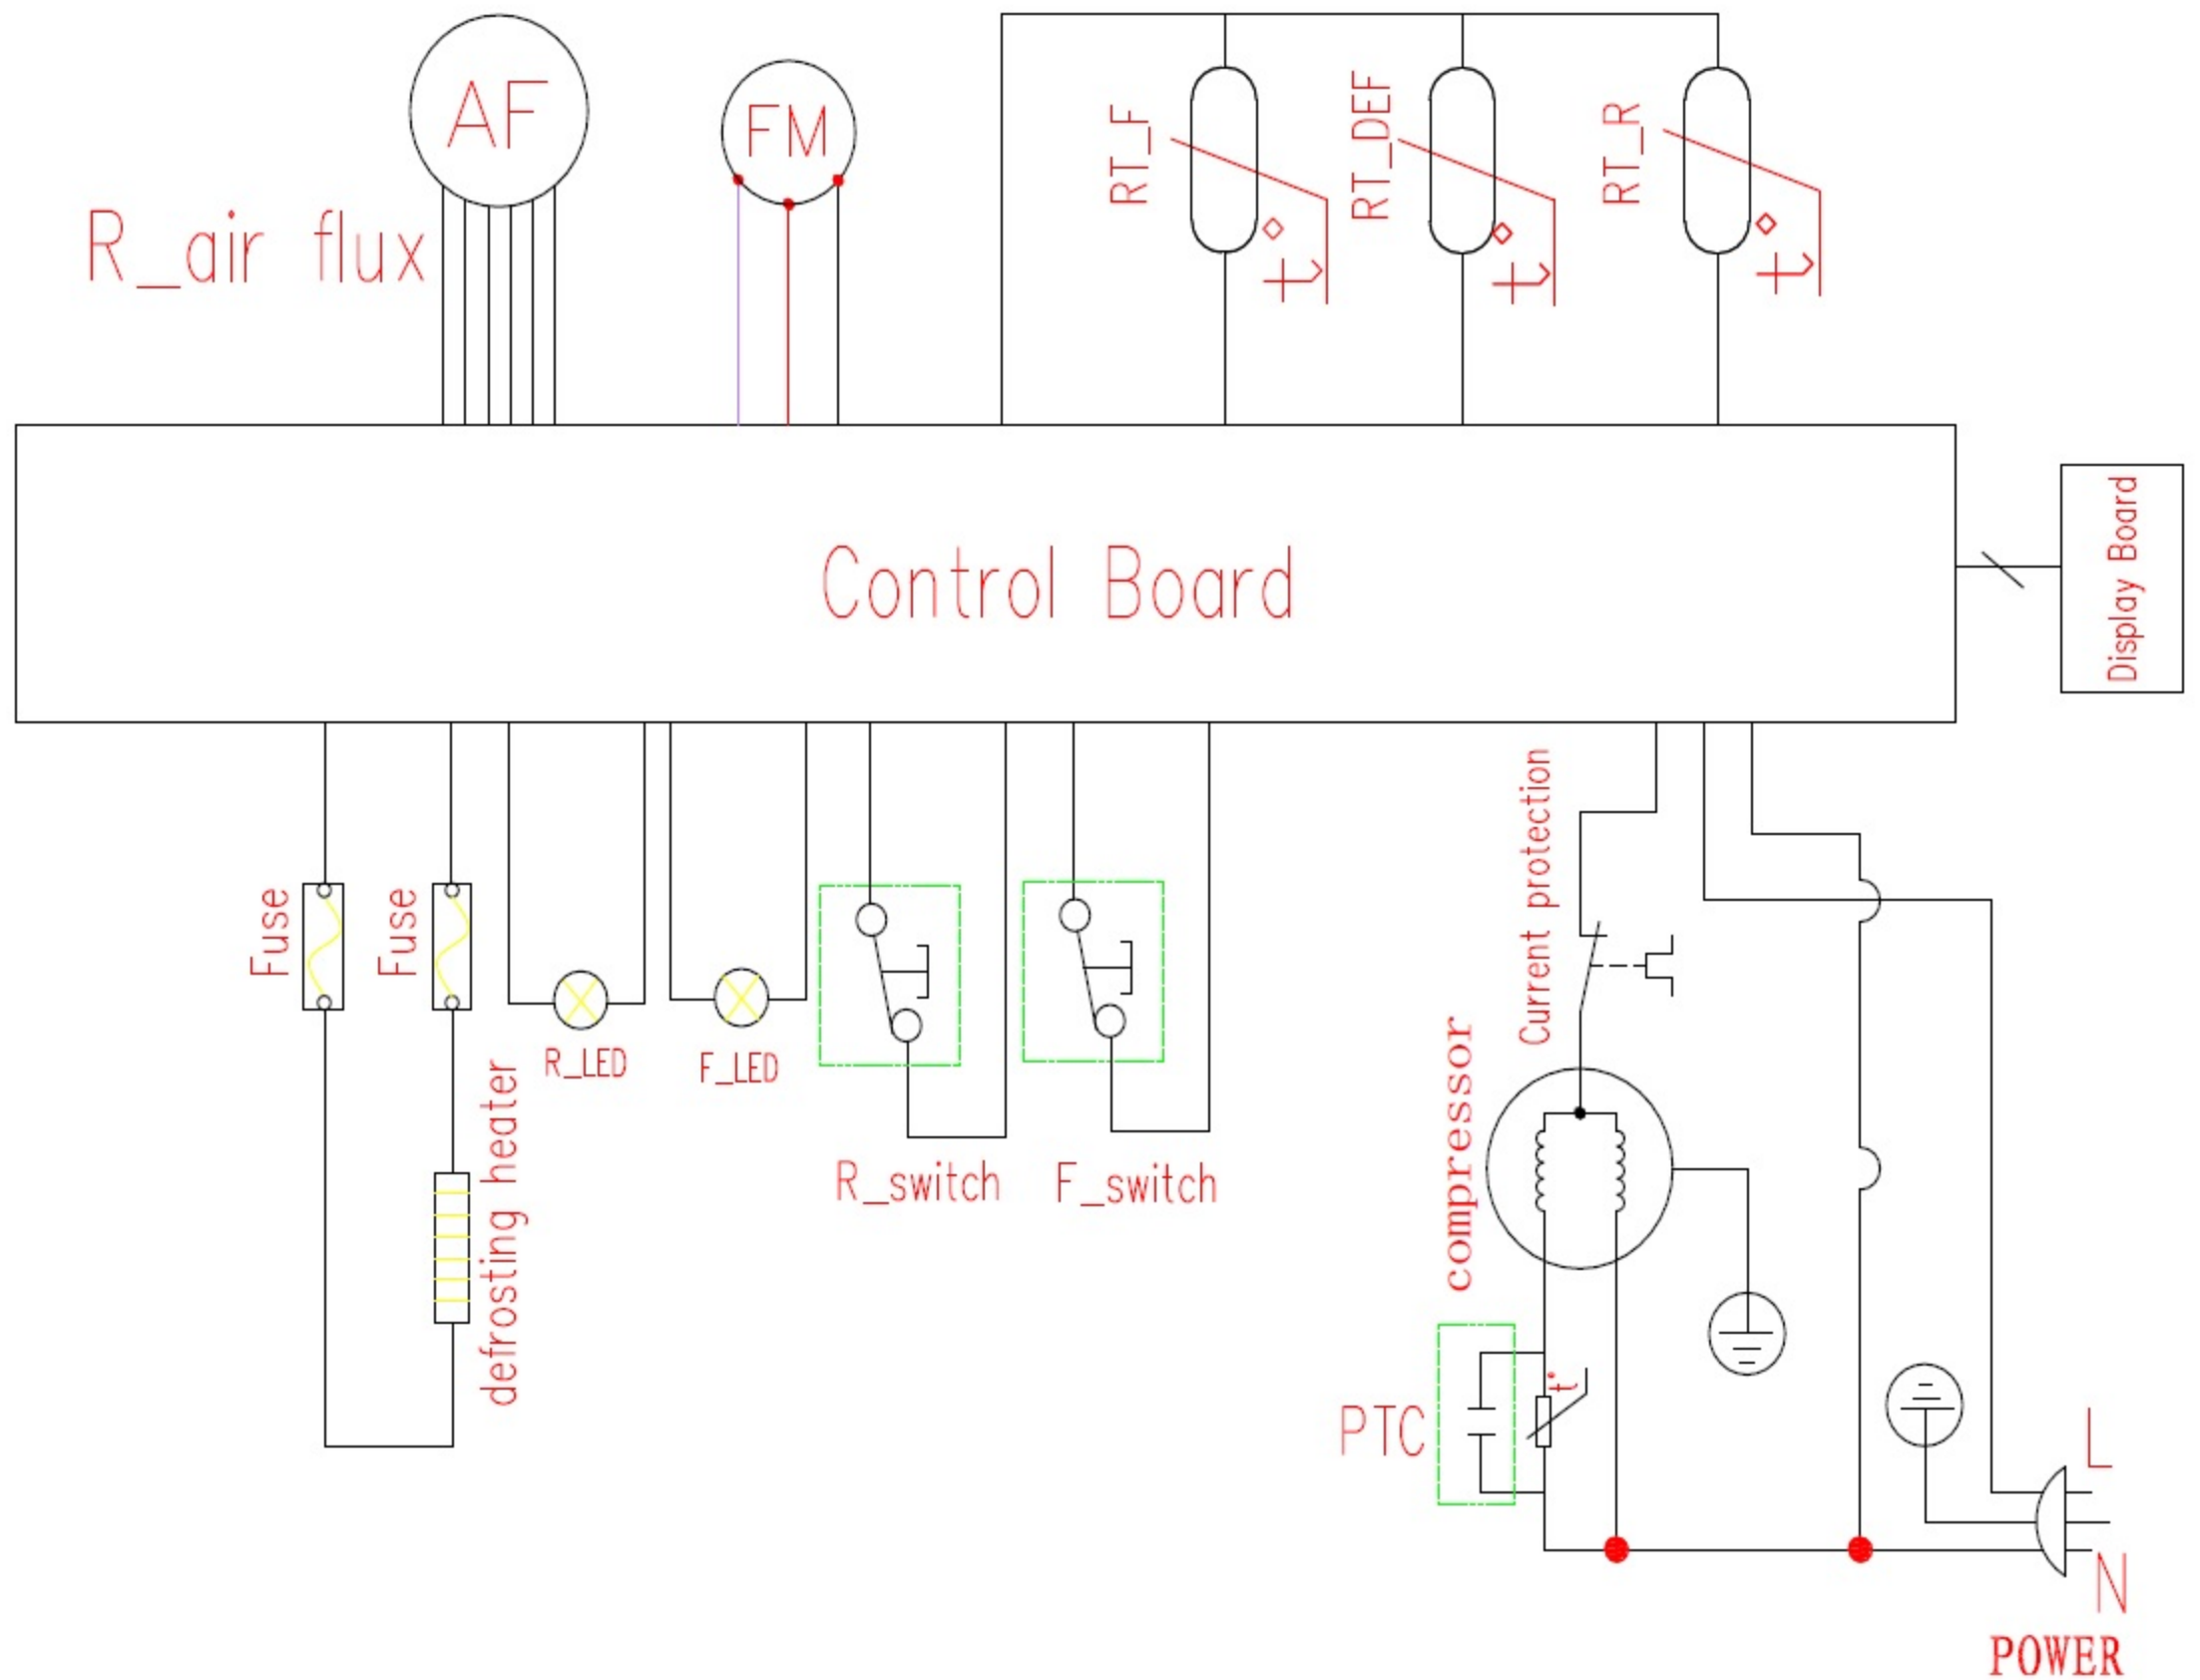 AF
FM
RT_F
t°
RT_DEF
t°
RT_R
t°
R_air flux
Control Board
Display Board
Fuse
Fuse
defrosting heater
R_LED
F_LED
R_switch
F_switch
Current protection
compressor
PTC
t°
L
N
POWER